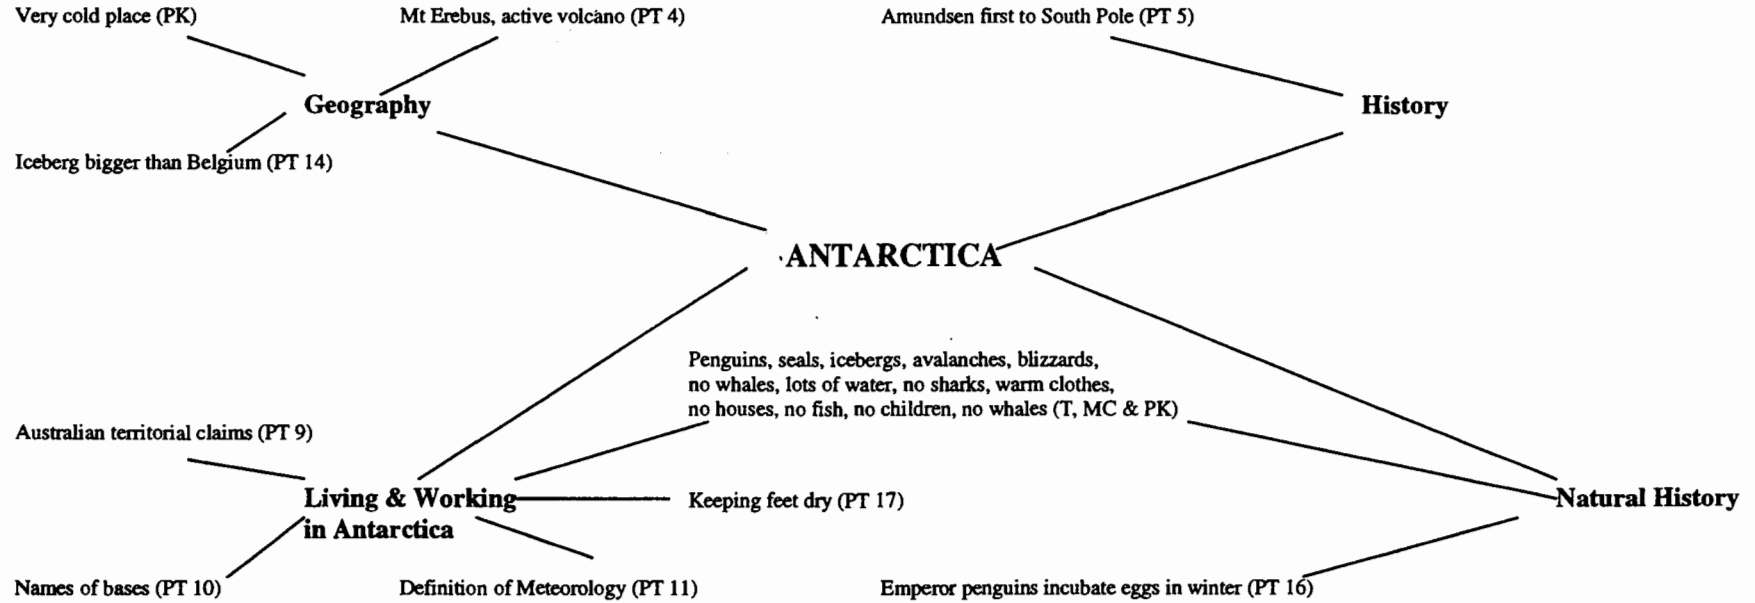 Very cold place (PK)
Mt Erebus, active volcano (PT 4)
Amundsen first to South Pole (PT 5)
Geography
History
Iceberg bigger than Belgium (PT 14)
ANTARCTICA
Penguins, seals, icebergs, avalanches, blizzards,
no whales, lots of water, no sharks, warm clothes,
no houses, no fish, no children, no whales (T, MC & PK)
Australian territorial claims (PT 9)
Living & Working
in Antarctica
Keeping feet dry (PT 17)
Natural History
Names of bases (PT 10)
Definition of Meteorology (PT 11)
Emperor penguins incubate eggs in winter (PT 16)